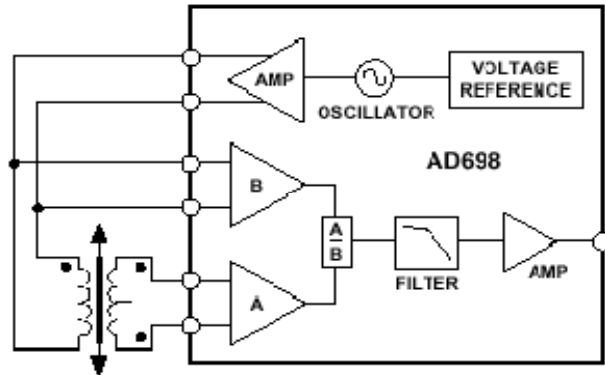 AMP
OSCILLATOR
VOLTAGE
REFERENCE
AD698
B
A
B
A
FILTER
AMP